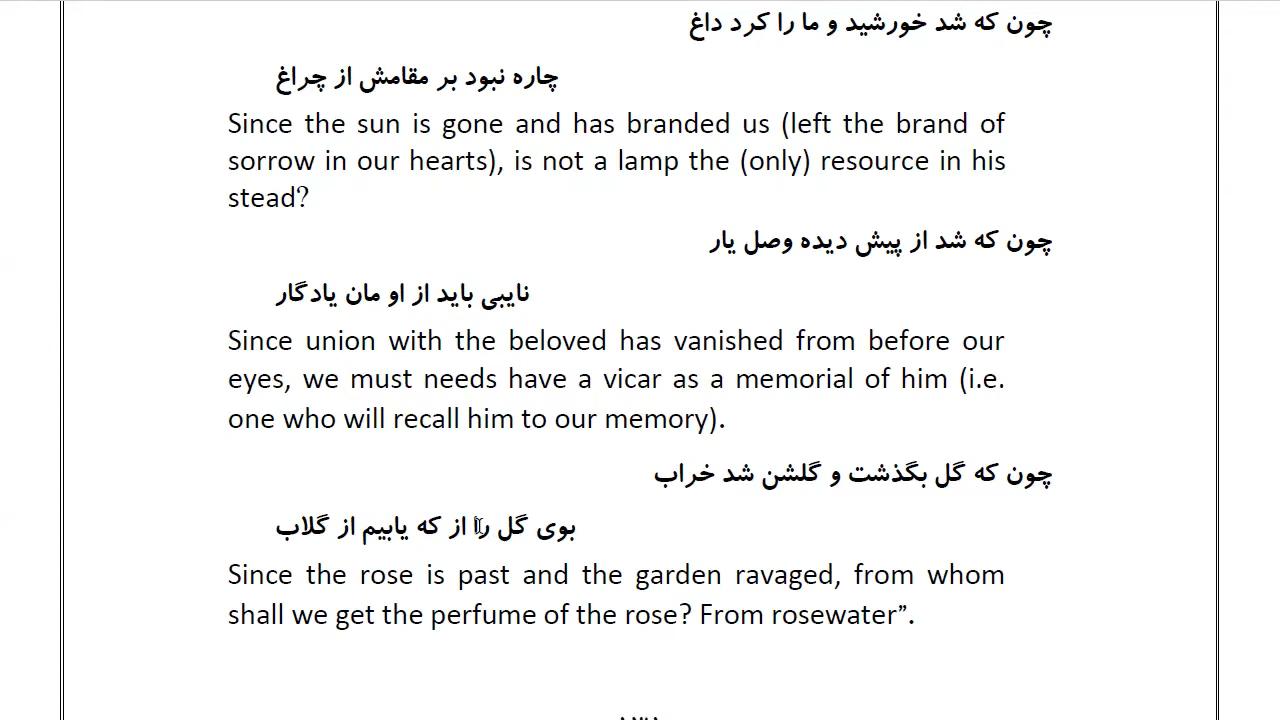 چون که شد خورشید و ما را کرد داغ
چاره نبود بر مقامش از چراغ
Since the sun is gone and has branded us (left the brand of
sorrow in our hearts), is not a lamp the (only) resource in his
stead?
چون که شد از پیش دیده وصل یار
نایبی باید از او مان یادگار
Since union with the beloved has vanished from before our
eyes, we must needs have a vicar as a memorial of him (i.e.
one who will recall him to our memory).
چون که گل بگذشت و گلشن شد خراب
بوی گل را از که یابیم از گلاب
Since the rose is past and the garden ravaged, from whom
shall we get the perfume of the rose? From rosewater”.